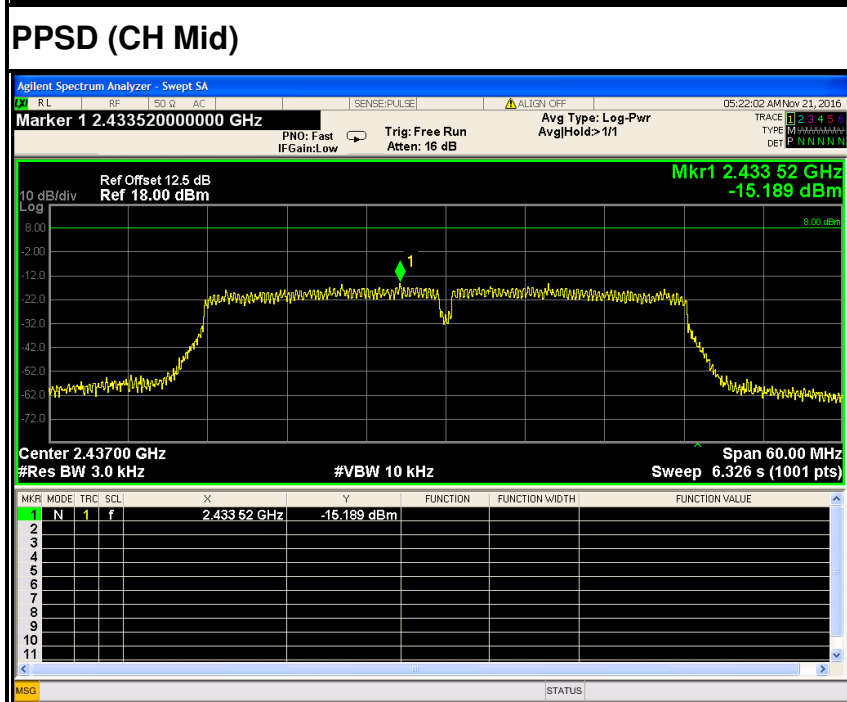 PPSD (CH Mid)
Agilent Spectrum Analyzer - Swept SA
LXI RL RF 50 Ω AC SENSE:PULSE ALIGN OFF 05:22:02 AM Nov 21, 2016
Marker 1 2.433520000000 GHz
PNO: Fast
IFGain:Low
Trig: Free Run
Atten: 16 dB
Avg Type: Log-Pwr
Avg|Hold:>1/1
TRACE 1 2 3 4 5 6
TYPE M WWWWW
DET P N N N N N
Mkr1 2.433 52 GHz
-15.189 dBm
Ref Offset 12.5 dB
10 dB/div Ref 18.00 dBm
Log
8.00
8.00 dBm
1
-2.00
-12.0
-22.0
-32.0
-42.0
-52.0
-62.0
-72.0
Center 2.43700 GHz Span 60.00 MHz
#Res BW 3.0 kHz #VBW 10 kHz Sweep 6.326 s (1001 pts)
MKR MODE TRC SCL X Y FUNCTION FUNCTION WIDTH FUNCTION VALUE
1 N 1 f 2.433 52 GHz -15.189 dBm
2
3
4
5
6
7
8
9
10
11
MSG STATUS